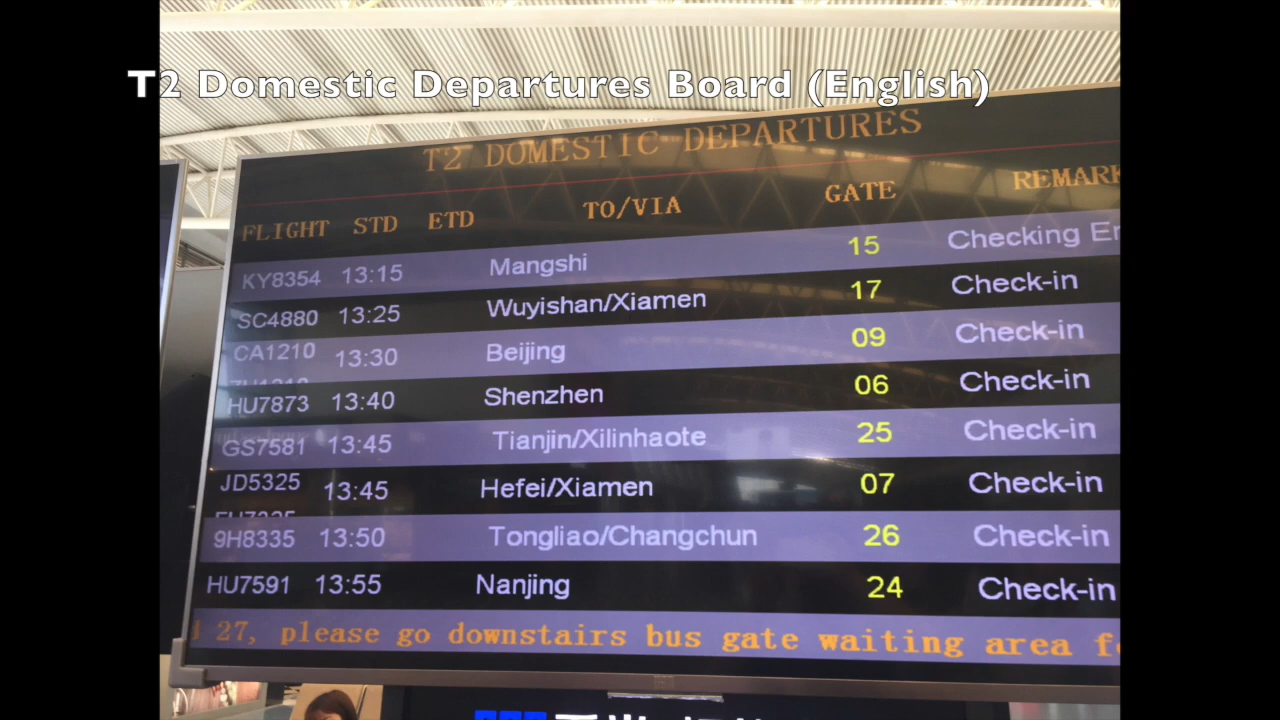 T2 Domestic Departures Board (English)
T2 DOMESTIC DEPARTURES
FLIGHT STD ETD TO/VIA GATE REMARK
KY8354 13:15 Mangshi 15 Checking En
SC4880 13:25 Wuyishan/Xiamen 17 Check-in
CA1210 13:30 Beijing 09 Check-in
HU7873 13:40 Shenzhen 06 Check-in
GS7581 13:45 Tianjin/Xilinhaote 25 Check-in
JD5325 13:45 Hefei/Xiamen 07 Check-in
9H8335 13:50 Tongliao/Changchun 26 Check-in
HU7591 13:55 Nanjing 24 Check-in
27, please go downstairs bus gate waiting area f